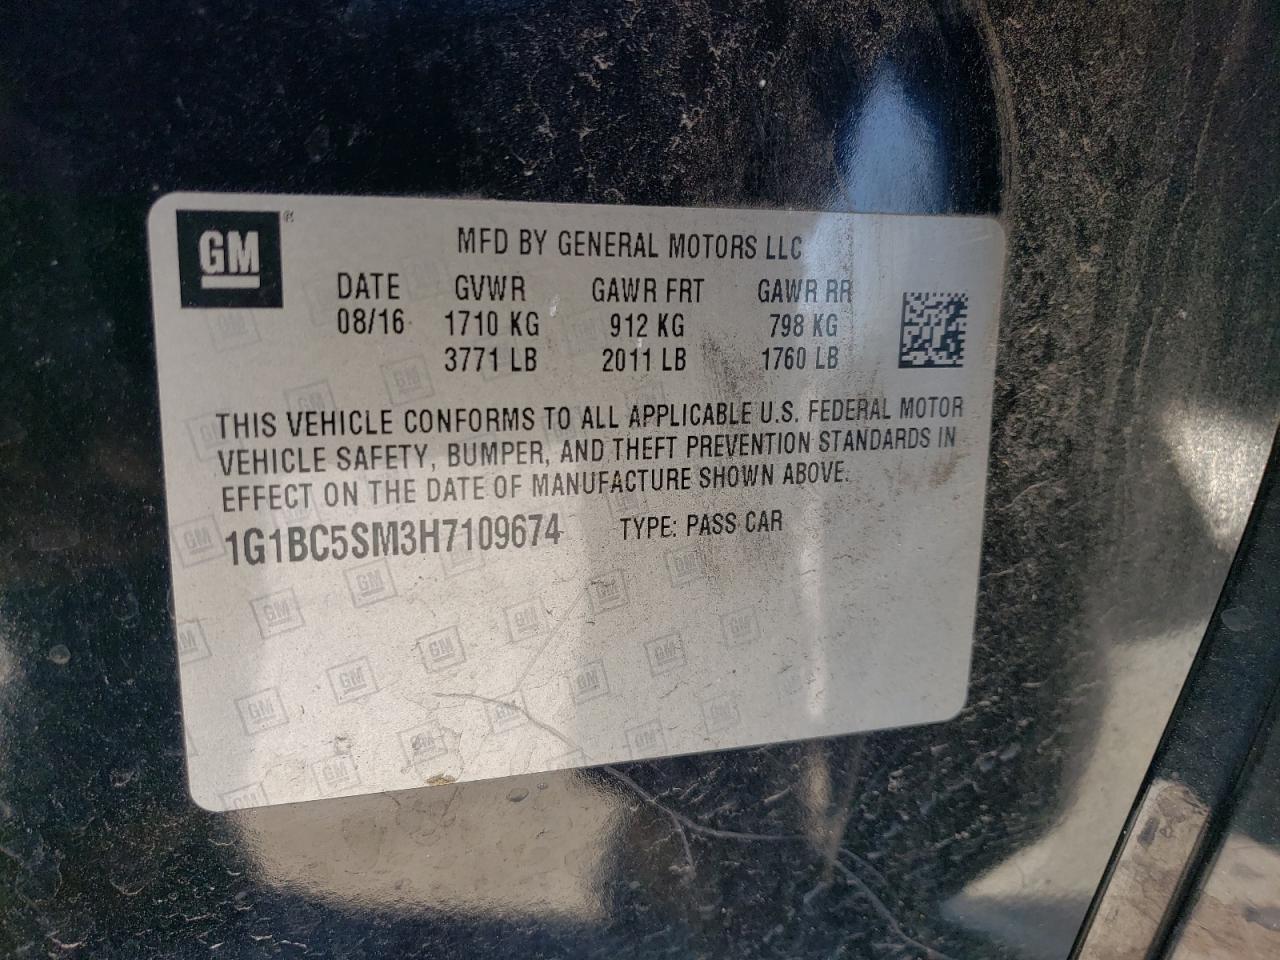 GM ® MFD BY GENERAL MOTORS LLC
DATE GVWR GAWR FRT GAWR RR
08/16 1710 KG 912 KG 798 KG
3771 LB 2011 LB 1760 LB
THIS VEHICLE CONFORMS TO ALL APPLICABLE U.S. FEDERAL MOTOR
VEHICLE SAFETY, BUMPER, AND THEFT PREVENTION STANDARDS IN
EFFECT ON THE DATE OF MANUFACTURE SHOWN ABOVE.
1G1BC5SM3H7109674 TYPE: PASS CAR